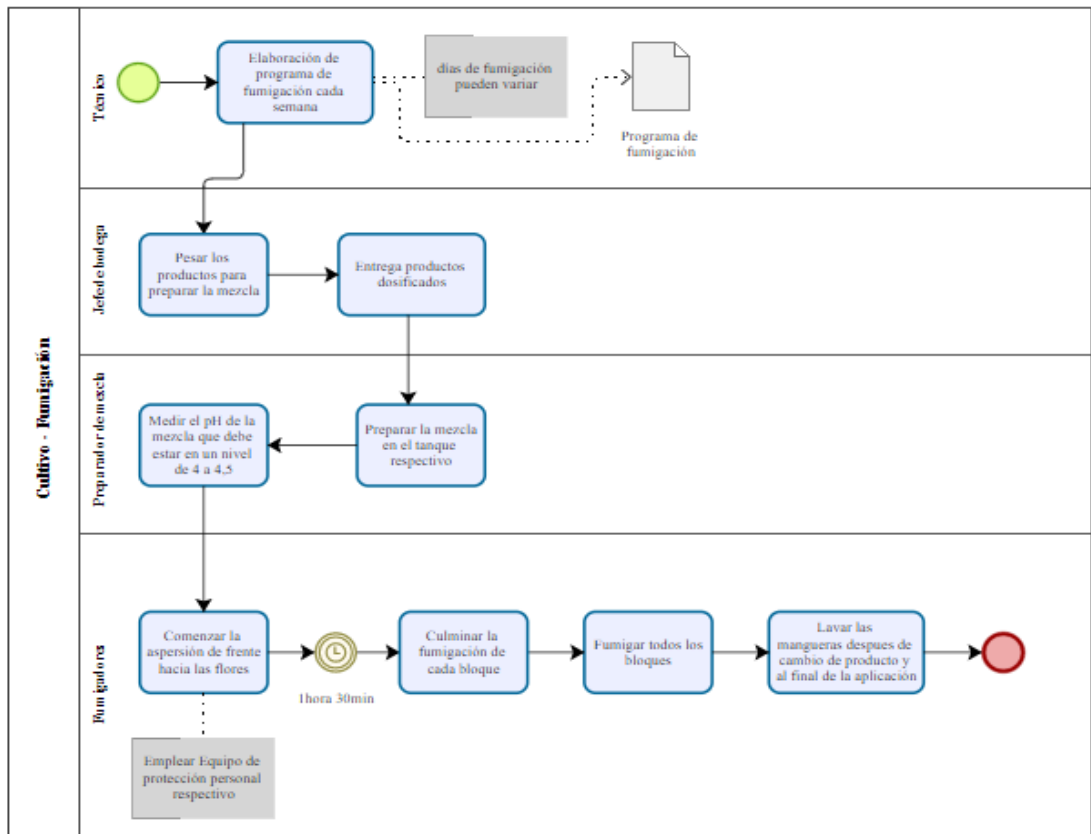 Cultivo - Fumigación
Técnico
Elaboración de
programa de
fumigación cada
semana
días de fumigación
pueden variar
Programa de
fumigación
Jefe de bodega
Pesar los
productos para
preparar la mezcla
Entrega productos
dosificados
Preparador de mezcla
Medir el pH de la
mezcla que debe
estar en un nivel
de 4 a 4,5
Preparar la mezcla
en el tanque
respectivo
Fumigadores
Comenzar la
aspersión de frente
hacia las flores
1hora 30min
Culminar la
fumigación de
cada bloque
Fumigar todos los
bloques
Lavar las
mangueras despues de
cambio de producto y
al final de la aplicación
Emplear Equipo de
protección personal
respectivo